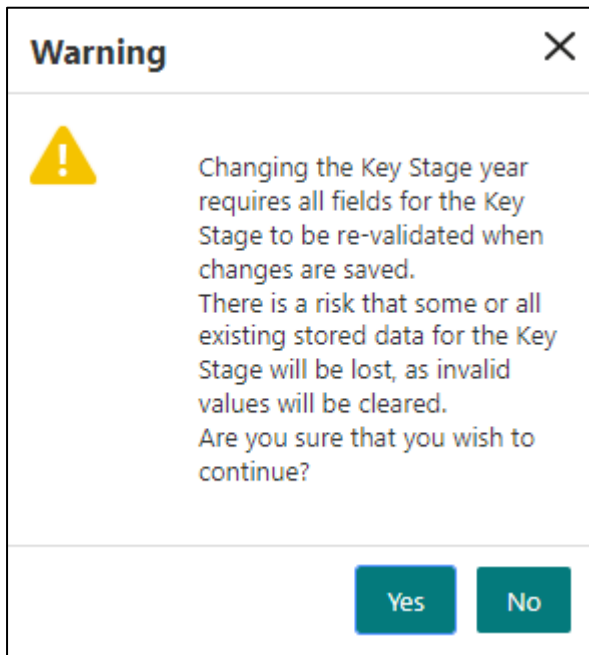 Warning
Changing the Key Stage year
requires all fields for the Key
Stage to be re-validated when
changes are saved.
There is a risk that some or all
existing stored data for the Key
Stage will be lost, as invalid
values will be cleared.
Are you sure that you wish to
continue?
Yes No